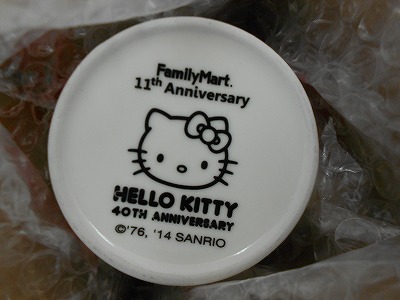 FamilyMart.
11th Anniversary
HELLO KITTY
40TH ANNIVERSARY
©'76, '14 SANRIO